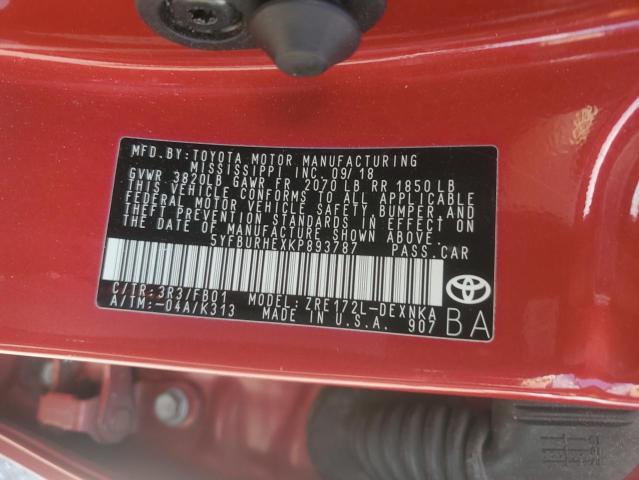 MFD.BY:TOYOTA MOTOR MANUFACTURING
MISSISSIPPI INC.09/18
GVWR 3820LB GAWR FR 2070 LB RR 1850 LB
THIS VEHICLE CONFORMS TO ALL APPLICABLE
FEDERAL MOTOR VEHICLE SAFETY, BUMPER, AND
THEFT PREVENTION STANDARDS IN EFFECT ON
THE DATE OF MANUFACTURE SHOWN ABOVE.
5YFBURHEXKP893787 PASS.CAR
C/TR:3R3/FB01 MODEL: ZRE172L-DEXNKA
A/TM:-04A/K313 MADE IN U.S.A. 907
BA